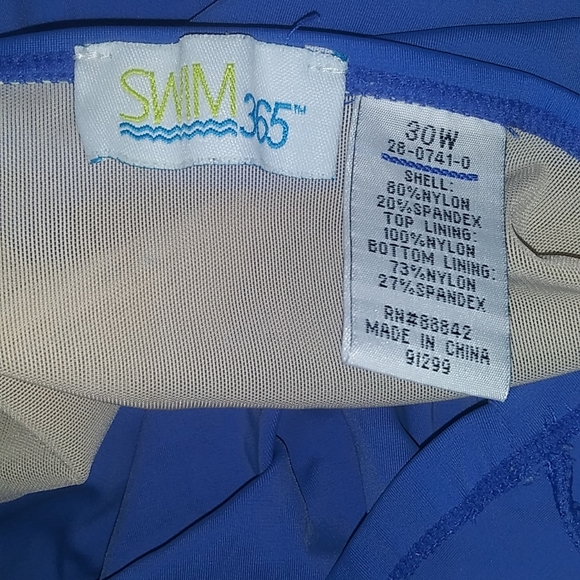 SWIM
365™
30W
28-0741-0
SHELL:
80%NYLON
20%SPANDEX
TOP LINING:
100%NYLON
BOTTOM LINING:
73%NYLON
27%SPANDEX
RN#88842
MADE IN CHINA
91299